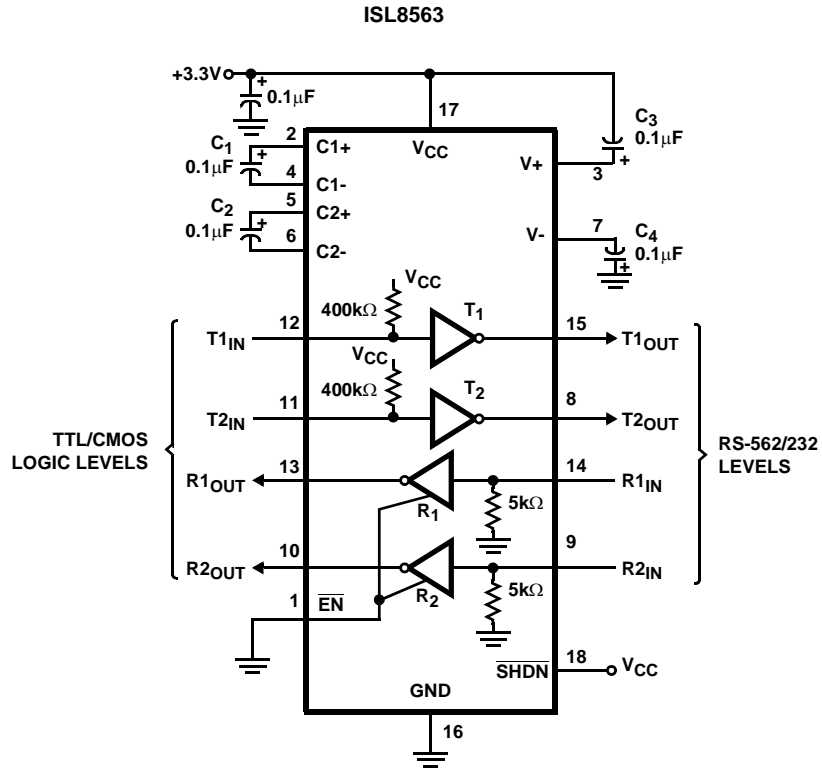 ISL8563
+3.3V
+
0.1μF
17
VCC
C3
0.1μF
+
V+
3
2
C1+
C1
0.1μF
+
4
C1-
5
C2+
C2
0.1μF
+
6
C2-
7
V-
C4
0.1μF
+
VCC
400kΩ
T1
T1IN
12
15
T1OUT
VCC
400kΩ
T2
T2IN
11
8
T2OUT
TTL/CMOS
LOGIC LEVELS
RS-562/232
LEVELS
R1OUT
13
R1
14
R1IN
5kΩ
R2OUT
10
R2
9
R2IN
5kΩ
1
EN
SHDN
18
VCC
GND
16